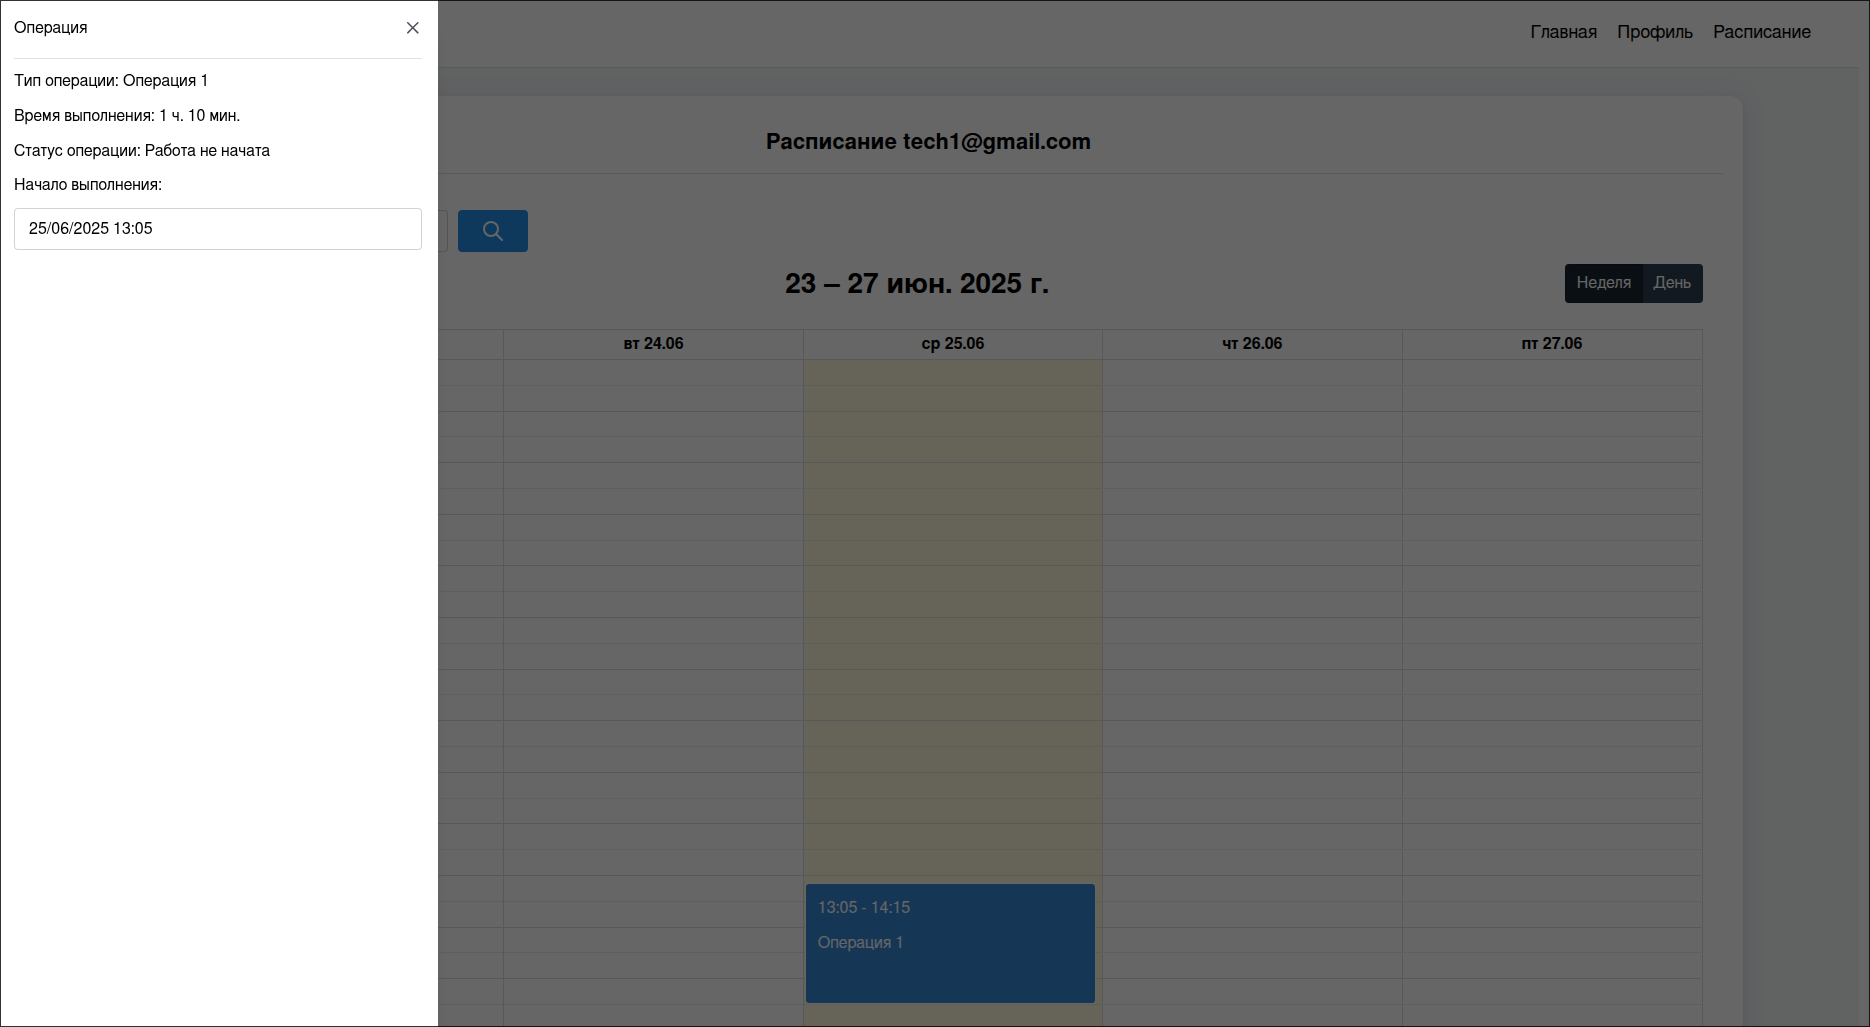 Операция
Тип операции: Операция 1
Время выполнения: 1 ч. 10 мин.
Статус операции: Работа не начата
Начало выполнения:
25/06/2025 13:05
Главная Профиль Расписание
Расписание tech1@gmail.com
23 – 27 июн. 2025 г.
Неделя День
вт 24.06 ср 25.06 чт 26.06 пт 27.06
13:05 - 14:15
Операция 1